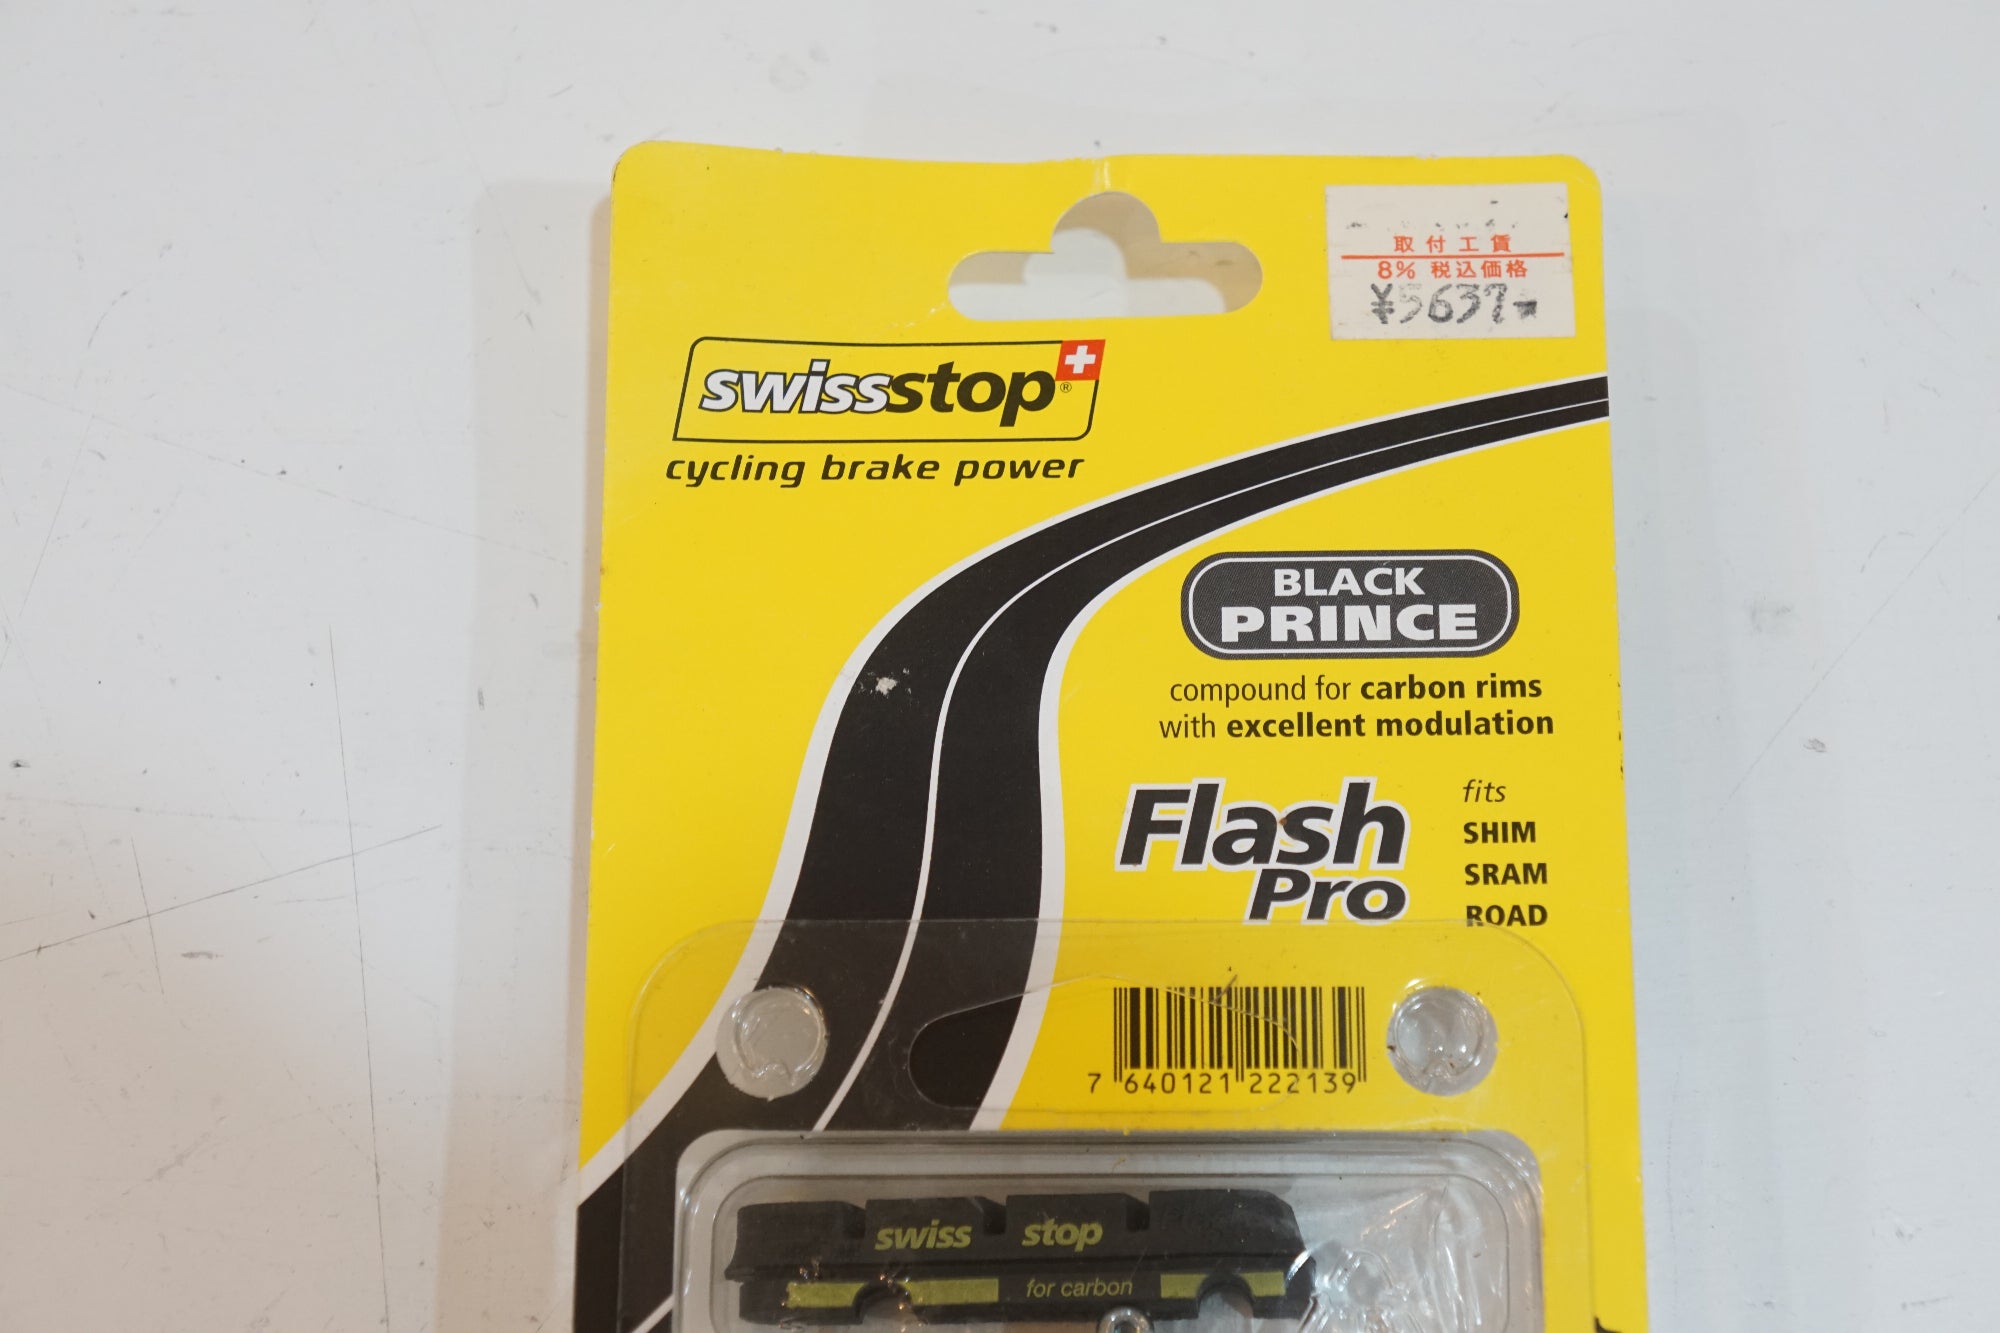 取付工賃
8% 税込価格
¥5637
swissstop®
cycling brake power
BLACK
PRINCE
compound for carbon rims
with excellent modulation
Flash
Pro
fits
SHIM
SRAM
ROAD
7 640121 222139
swiss stop
for carbon